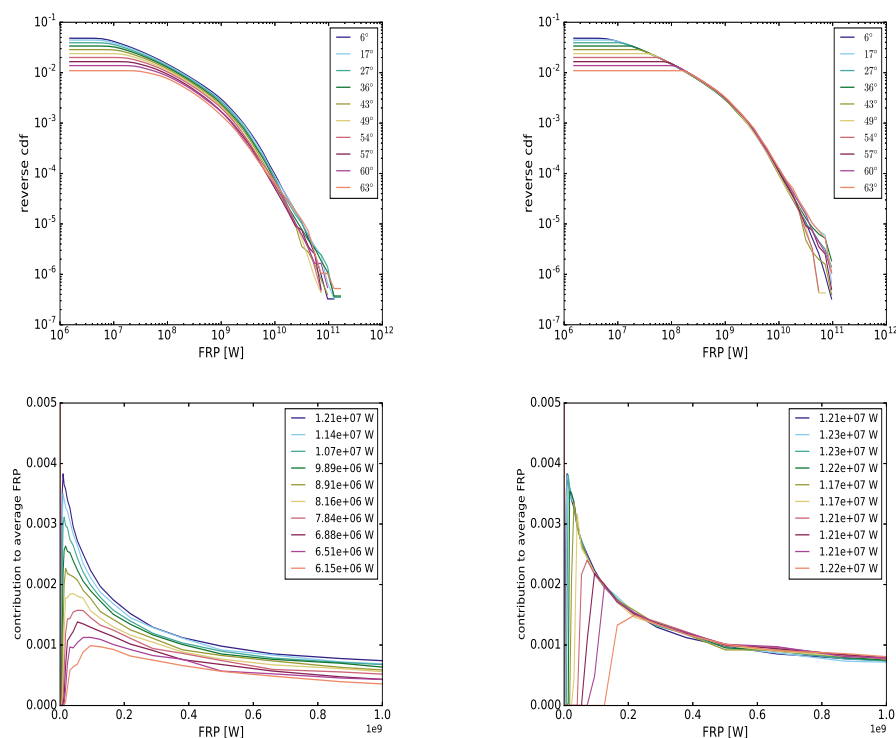 10^-1
10^-2
10^-3
10^-4
10^-5
10^-6
10^-7
reverse cdf
6°
17°
27°
36°
43°
49°
54°
57°
60°
63°
10^6 10^7 10^8 10^9 10^10 10^11 10^12
FRP [W]
10^-1
10^-2
10^-3
10^-4
10^-5
10^-6
10^-7
reverse cdf
6°
17°
27°
36°
43°
49°
54°
57°
60°
63°
10^6 10^7 10^8 10^9 10^10 10^11 10^12
FRP [W]
0.005
0.004
0.003
0.002
0.001
0.000
contribution to average FRP
1.21e+07 W
1.14e+07 W
1.07e+07 W
9.89e+06 W
8.91e+06 W
8.16e+06 W
7.84e+06 W
6.88e+06 W
6.51e+06 W
6.15e+06 W
0.0 0.2 0.4 0.6 0.8 1.0
1e9
FRP [W]
0.005
0.004
0.003
0.002
0.001
0.000
contribution to average FRP
1.21e+07 W
1.23e+07 W
1.23e+07 W
1.22e+07 W
1.17e+07 W
1.17e+07 W
1.21e+07 W
1.21e+07 W
1.21e+07 W
1.22e+07 W
0.0 0.2 0.4 0.6 0.8 1.0
1e9
FRP [W]